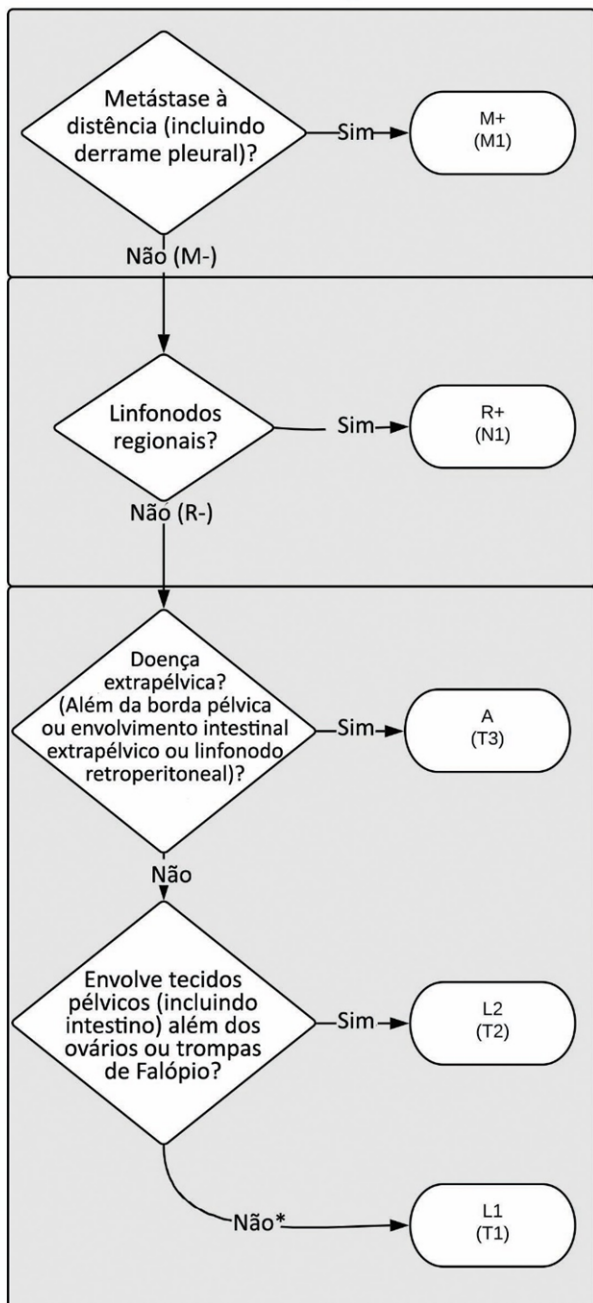 Metástase à
distência (incluindo
derrame pleural)?
Sim
M+
(M1)
Não (M-)
Linfonodos
regionais?
Sim
R+
(N1)
Não (R-)
Doença
extrapélvica?
(Além da borda pélvica
ou envolvimento intestinal
extrapélvico ou linfonodo
retroperitoneal)?
Sim
A
(T3)
Não
Envolve tecidos
pélvicos (incluindo
intestino) além dos
ovários ou trompas
de Falópio?
Sim
L2
(T2)
Não*
L1
(T1)